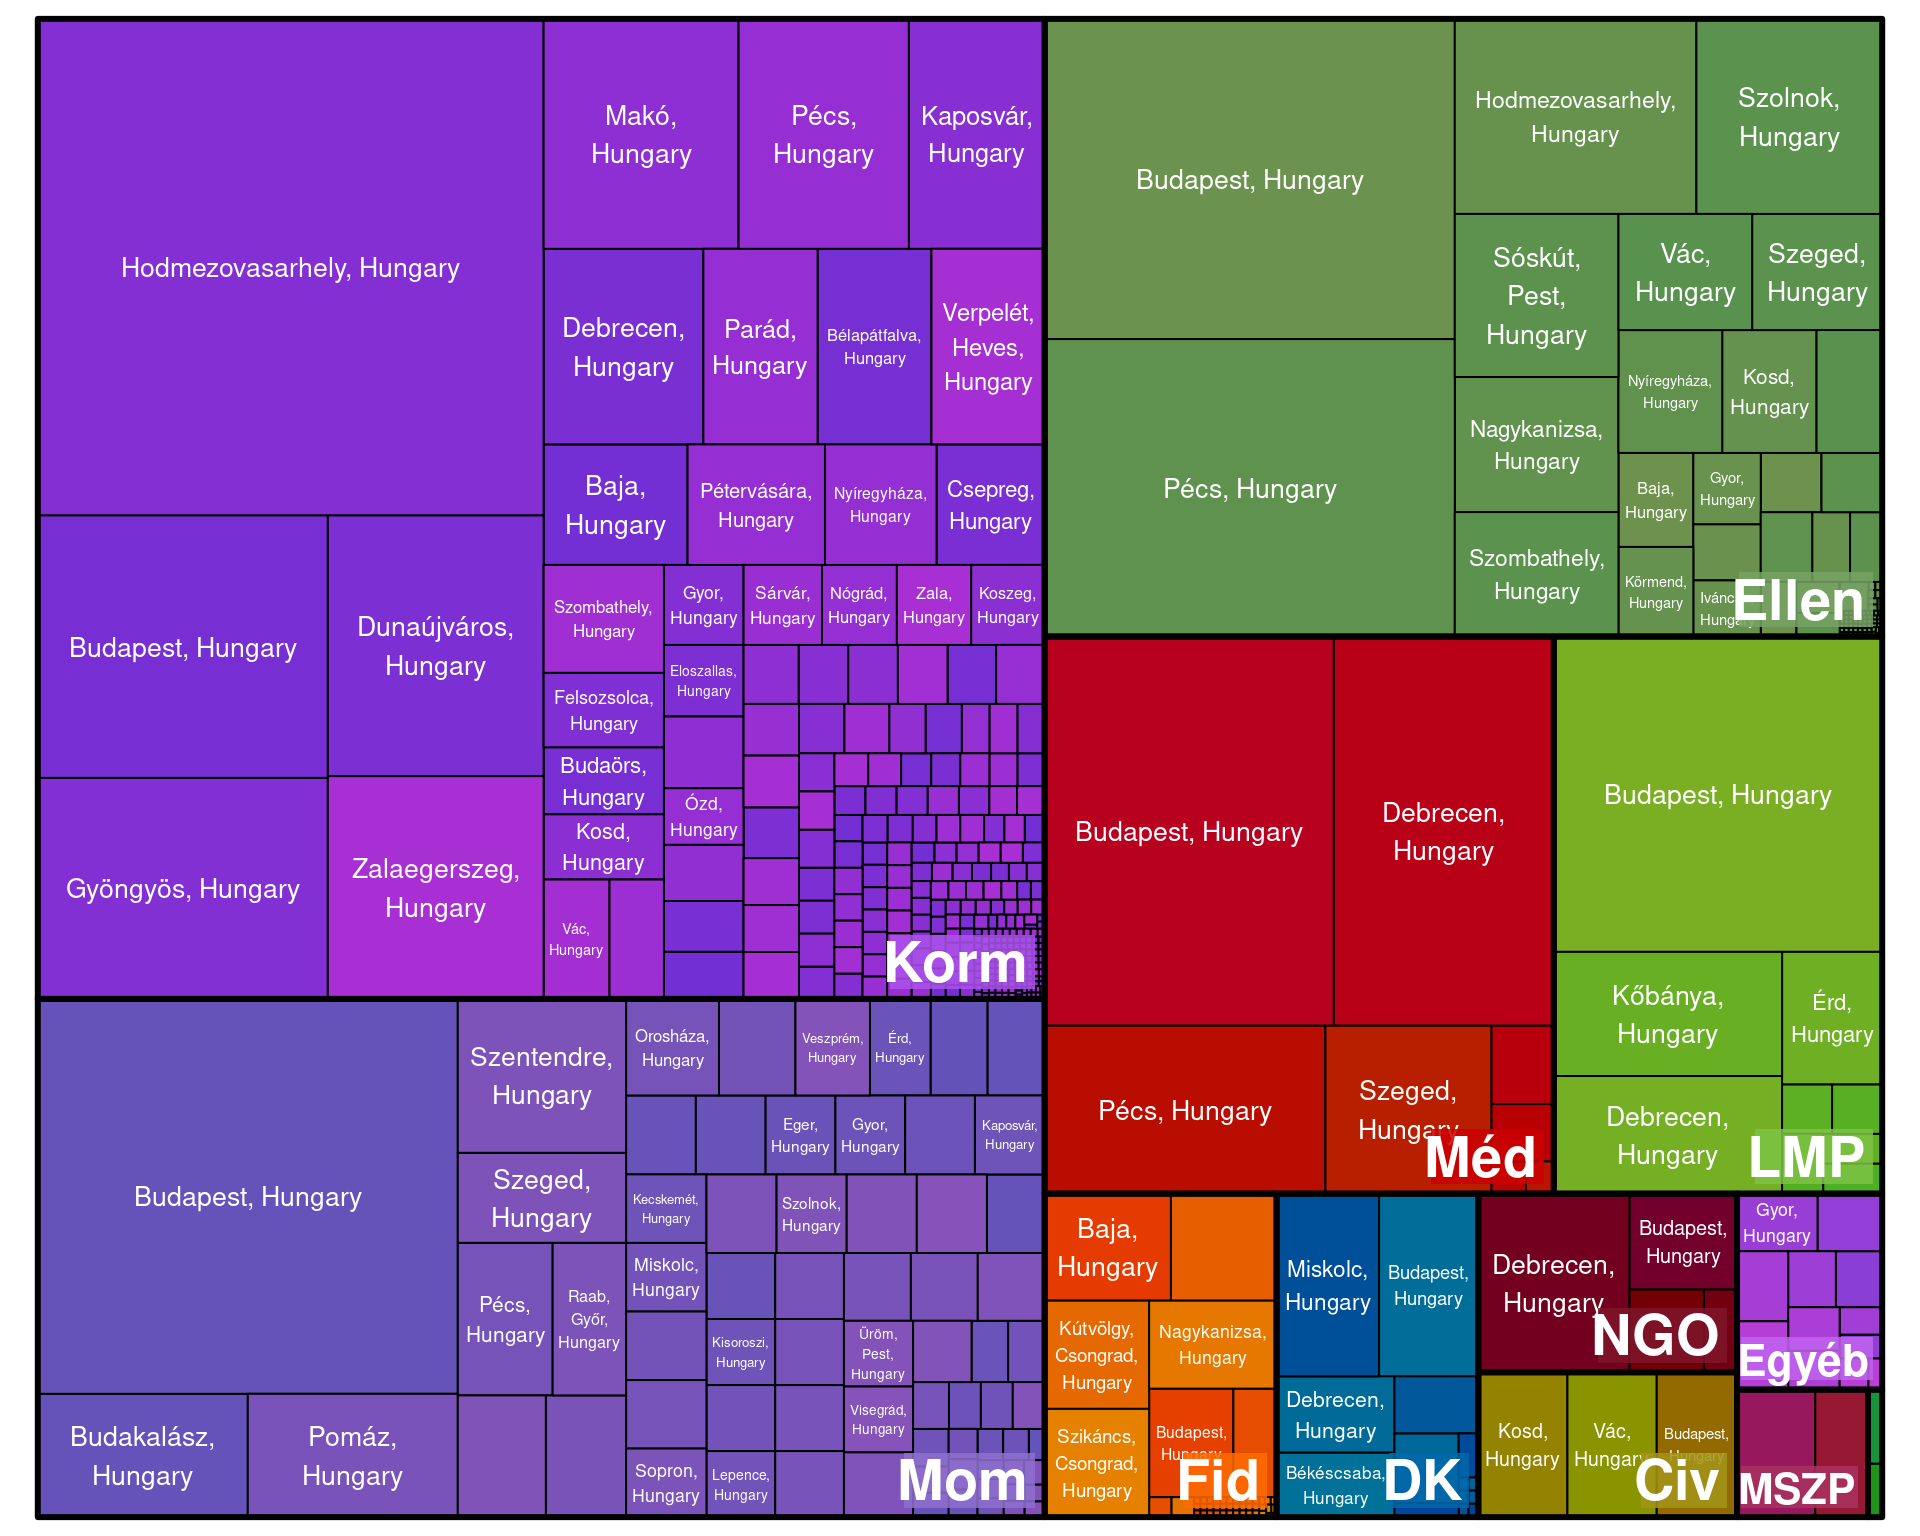 Hodmezovasarhely, Hungary
Budapest, Hungary
Dunaújváros,
Hungary
Gyöngyös, Hungary
Zalaegerszeg,
Hungary
Makó,
Hungary
Pécs,
Hungary
Kaposvár,
Hungary
Debrecen,
Hungary
Parád,
Hungary
Bélapátfalva,
Hungary
Verpelét,
Heves,
Hungary
Baja,
Hungary
Pétervására,
Hungary
Nyíregyháza,
Hungary
Csepreg,
Hungary
Szombathely,
Hungary
Felsozsolca,
Hungary
Budaörs,
Hungary
Kosd,
Hungary
Vác,
Hungary
Gyor,
Hungary
Sárvár,
Hungary
Nógrád,
Hungary
Zala,
Hungary
Koszeg,
Hungary
Eloszallas,
Hungary
Ózd,
Hungary
Korm
Budapest, Hungary
Pécs, Hungary
Hodmezovasarhely,
Hungary
Szolnok,
Hungary
Sóskút,
Pest,
Hungary
Vác,
Hungary
Szeged,
Hungary
Nagykanizsa,
Hungary
Szombathely,
Hungary
Nyíregyháza,
Hungary
Kosd,
Hungary
Baja,
Hungary
Gyor,
Hungary
Körmend,
Hungary
Ellen
Budapest, Hungary
Debrecen,
Hungary
Pécs, Hungary
Szeged,
Hungary
Méd
Budapest, Hungary
Kőbánya,
Hungary
Érd,
Hungary
Debrecen,
Hungary
LMP
Budapest, Hungary
Budakalász,
Hungary
Pomáz,
Hungary
Szentendre,
Hungary
Szeged,
Hungary
Pécs,
Hungary
Raab,
Győr,
Hungary
Orosháza,
Hungary
Veszprém,
Hungary
Érd,
Hungary
Eger,
Hungary
Gyor,
Hungary
Kaposvár,
Hungary
Kecskemét,
Hungary
Szolnok,
Hungary
Miskolc,
Hungary
Kisoroszi,
Hungary
Üröm,
Pest,
Hungary
Visegrád,
Hungary
Sopron,
Hungary
Lepence,
Hungary
Mom
Baja,
Hungary
Kútvölgy,
Csongrad,
Hungary
Nagykanizsa,
Hungary
Szikáncs,
Csongrad,
Hungary
Budapest,
Hungary
Fid
Miskolc,
Hungary
Budapest,
Hungary
Debrecen,
Hungary
Békéscsaba,
Hungary
DK
Debrecen,
Hungary
Budapest,
Hungary
NGO
Kosd,
Hungary
Vác,
Hungary
Budapest,
Hungary
Civ
Gyor,
Hungary
Egyéb
MSZP